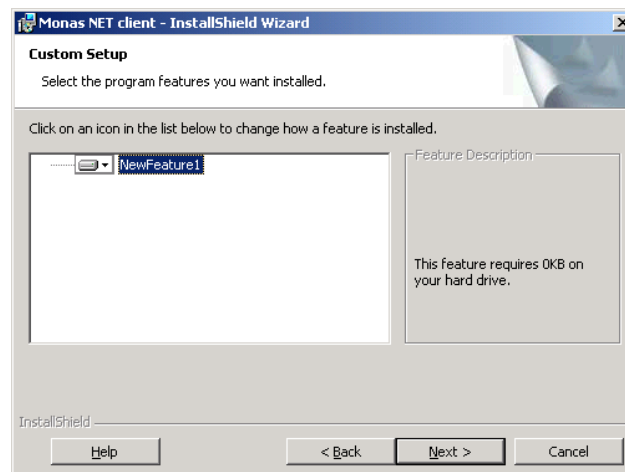 Monas NET client - InstallShield Wizard
Custom Setup
Select the program features you want installed.
Click on an icon in the list below to change how a feature is installed.
NewFeature1
Feature Description
This feature requires 0KB on
your hard drive.
InstallShield
Help
< Back
Next >
Cancel